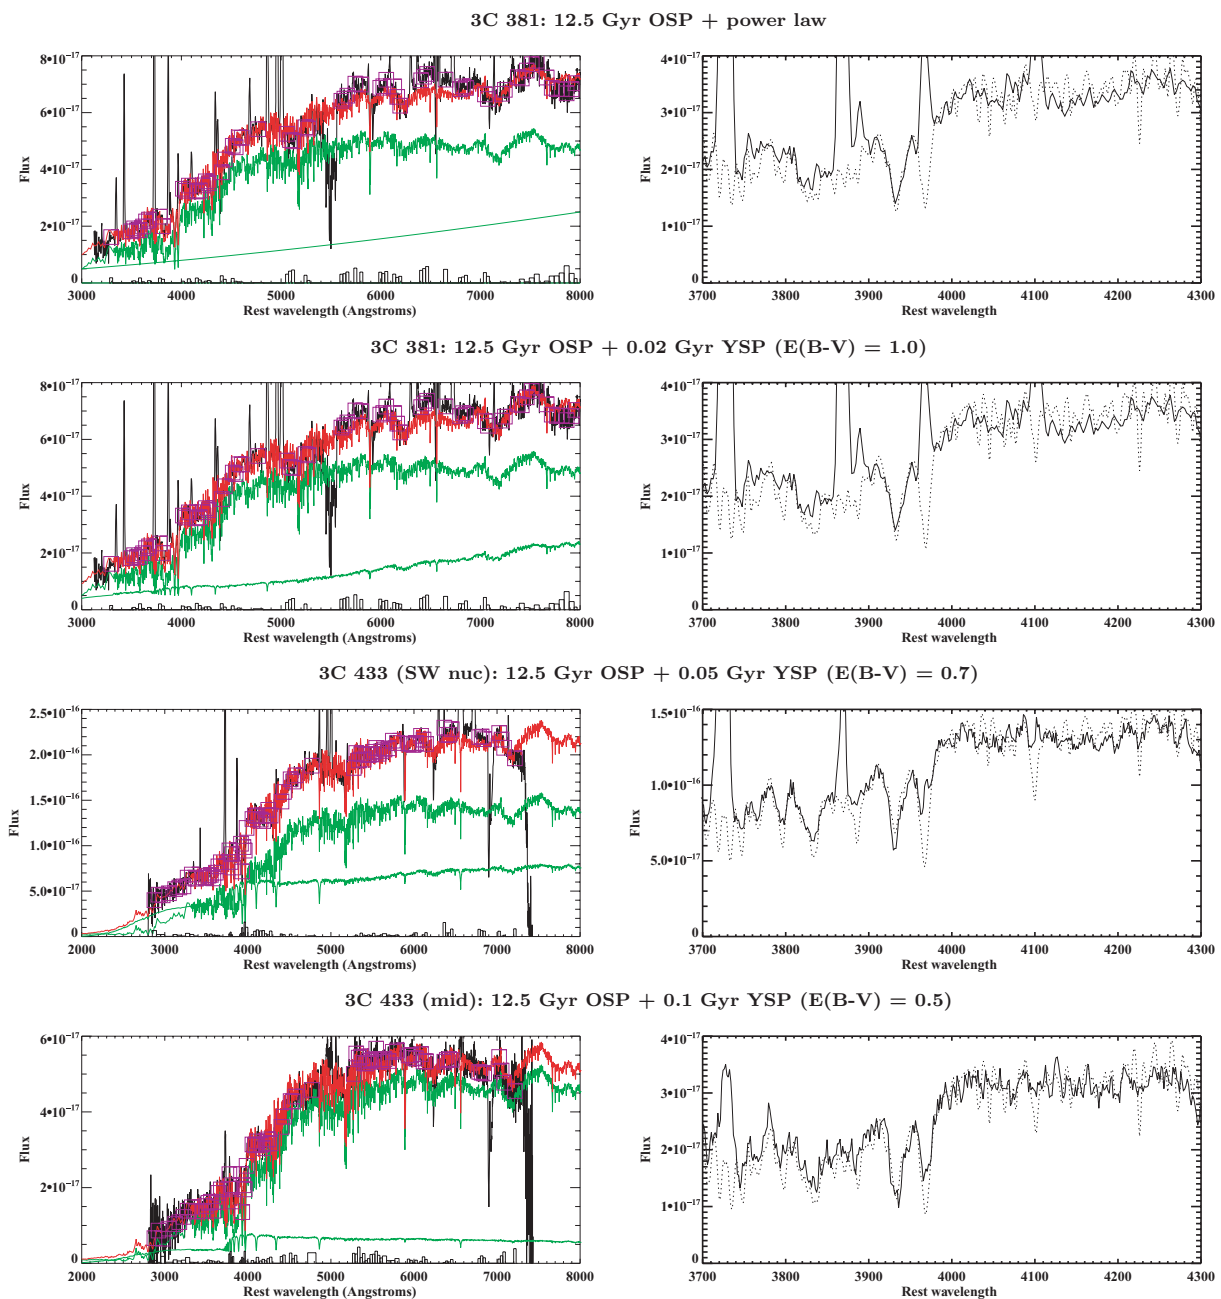 3C 381: 12.5 Gyr OSP + power law
8•10⁻¹⁷
6•10⁻¹⁷
4•10⁻¹⁷
2•10⁻¹⁷
0
Flux
3000 4000 5000 6000 7000 8000
Rest wavelength (Angstroms)
4•10⁻¹⁷
3•10⁻¹⁷
2•10⁻¹⁷
1•10⁻¹⁷
0
Flux
3700 3800 3900 4000 4100 4200 4300
Rest wavelength
3C 381: 12.5 Gyr OSP + 0.02 Gyr YSP (E(B-V) = 1.0)
8•10⁻¹⁷
6•10⁻¹⁷
4•10⁻¹⁷
2•10⁻¹⁷
0
Flux
3000 4000 5000 6000 7000 8000
Rest wavelength (Angstroms)
4•10⁻¹⁷
3•10⁻¹⁷
2•10⁻¹⁷
1•10⁻¹⁷
0
Flux
3700 3800 3900 4000 4100 4200 4300
Rest wavelength
3C 433 (SW nuc): 12.5 Gyr OSP + 0.05 Gyr YSP (E(B-V) = 0.7)
2.5•10⁻¹⁶
2.0•10⁻¹⁶
1.5•10⁻¹⁶
1.0•10⁻¹⁶
5.0•10⁻¹⁷
0
Flux
2000 3000 4000 5000 6000 7000 8000
Rest wavelength (Angstroms)
1.5•10⁻¹⁶
1.0•10⁻¹⁶
5.0•10⁻¹⁷
0
Flux
3700 3800 3900 4000 4100 4200 4300
Rest wavelength
3C 433 (mid): 12.5 Gyr OSP + 0.1 Gyr YSP (E(B-V) = 0.5)
6•10⁻¹⁷
4•10⁻¹⁷
2•10⁻¹⁷
0
Flux
2000 3000 4000 5000 6000 7000 8000
Rest wavelength (Angstroms)
4•10⁻¹⁷
3•10⁻¹⁷
2•10⁻¹⁷
1•10⁻¹⁷
0
Flux
3700 3800 3900 4000 4100 4200 4300
Rest wavelength